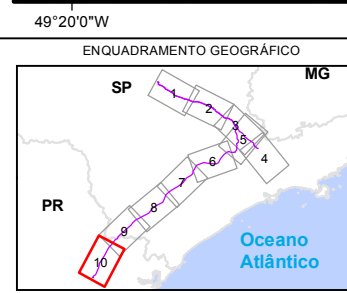 49°20'0"W
ENQUADRAMENTO GEOGRÁFICO
MG
SP
1
2
3
5
4
6
7
PR
8
9
Oceano
Atlântico
10